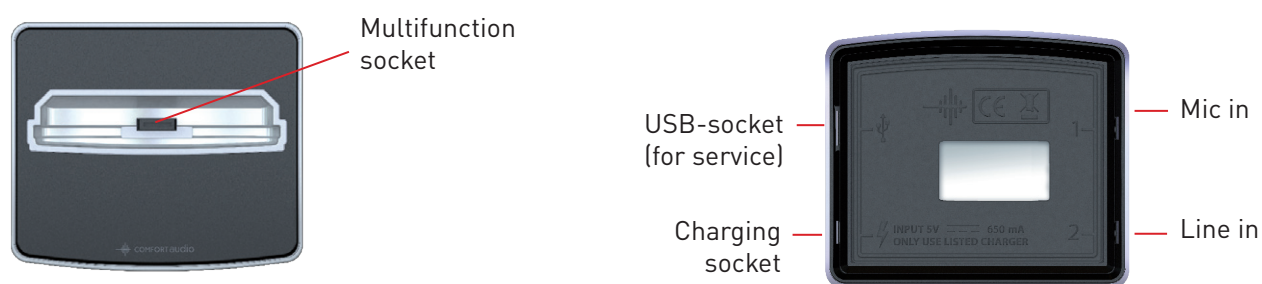 Multifunction
socket
COMFORT AUDIO
USB-socket
(for service)
Charging
socket
CE
1
INPUT 5V 650 mA
ONLY USE LISTED CHARGER
2
Mic in
Line in